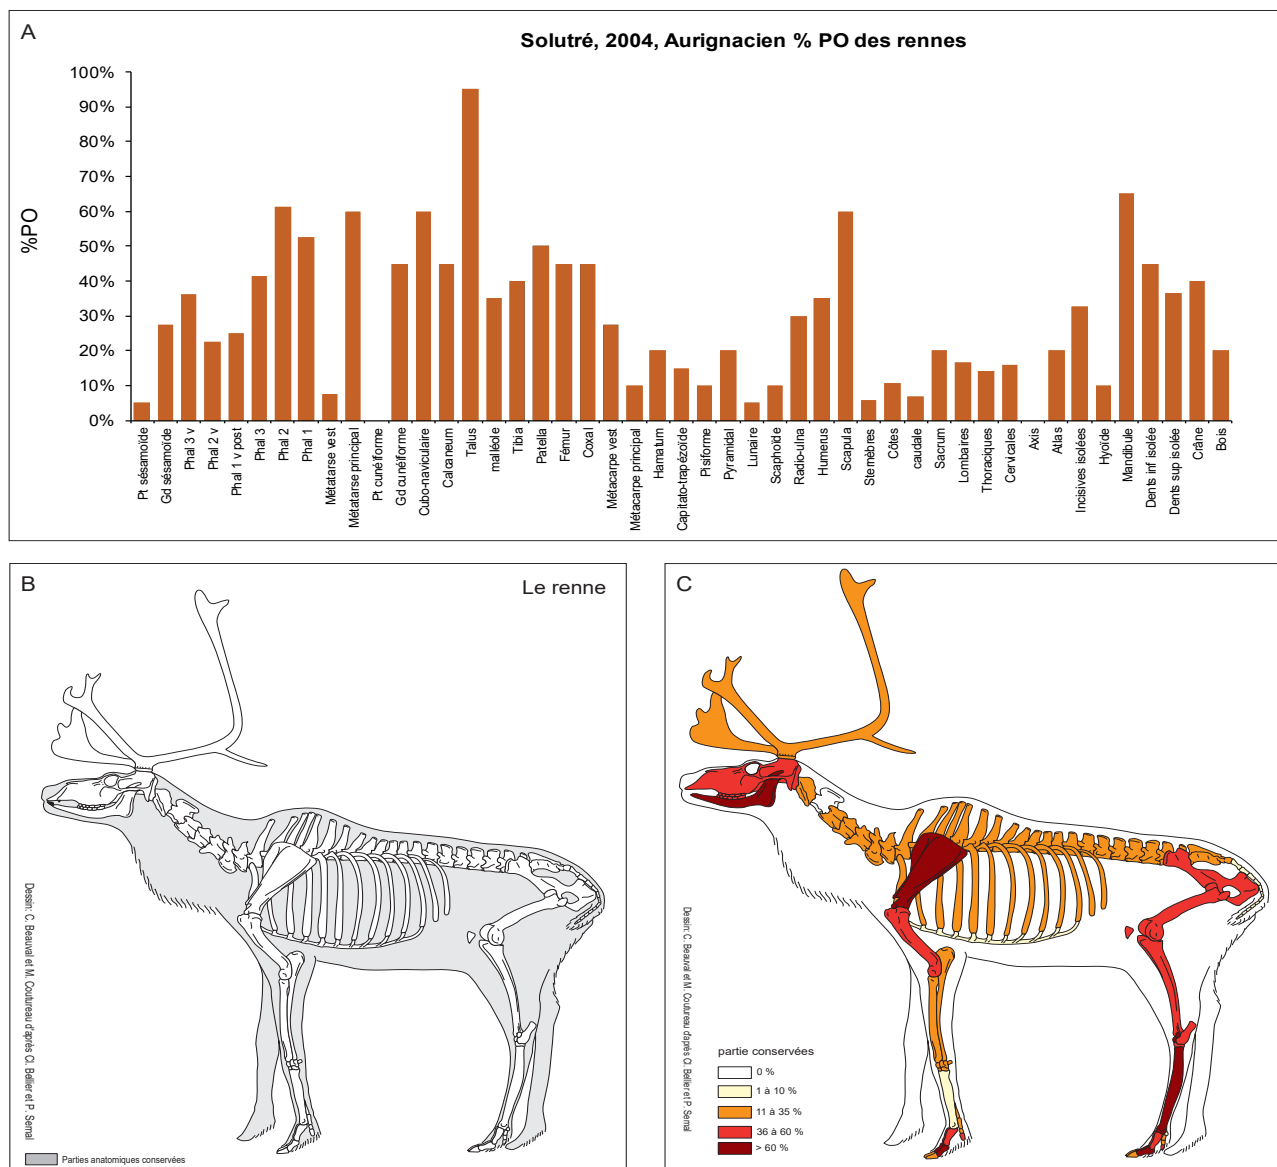 A
Solutré, 2004, Aurignacien % PO des rennes
%PO
100%
90%
80%
70%
60%
50%
40%
30%
20%
10%
0%
Pt sésamoïde
Gd sésamoïde
Phal 3 v
Phal 2 v
Phal 1 v post
Phal 3
Phal 2
Phal 1
Métatarse vest
Métatarse principal
Pt cunéiforme
Gd cunéiforme
Cubo-naviculaire
Calcaneum
Talus
malléole
Tibia
Patella
Fémur
Coxal
Métacarpe vest
Métacarpe principal
Hamatum
Capitato-trapézoïde
Pisiforme
Pyramidal
Lunaire
Scaphoïde
Radio-ulna
Humerus
Scapula
Sternèbres
Côtes
caudale
Sacrum
Lombaires
Thoraciques
Cervicales
Axis
Atlas
Incisives isolées
Hyoïde
Mandibule
Dents inf isolée
Dents sup isolée
Crâne
Bois
B
Le renne
Dessin: C. Beauval et M. Coutureau d'après Cl. Bellier et P. Semal
Parties anatomiques conservées
C
Dessin: C. Beauval et M. Coutureau d'après Cl. Bellier et P. Semal
partie conservées
0 %
1 à 10 %
11 à 35 %
36 à 60 %
> 60 %